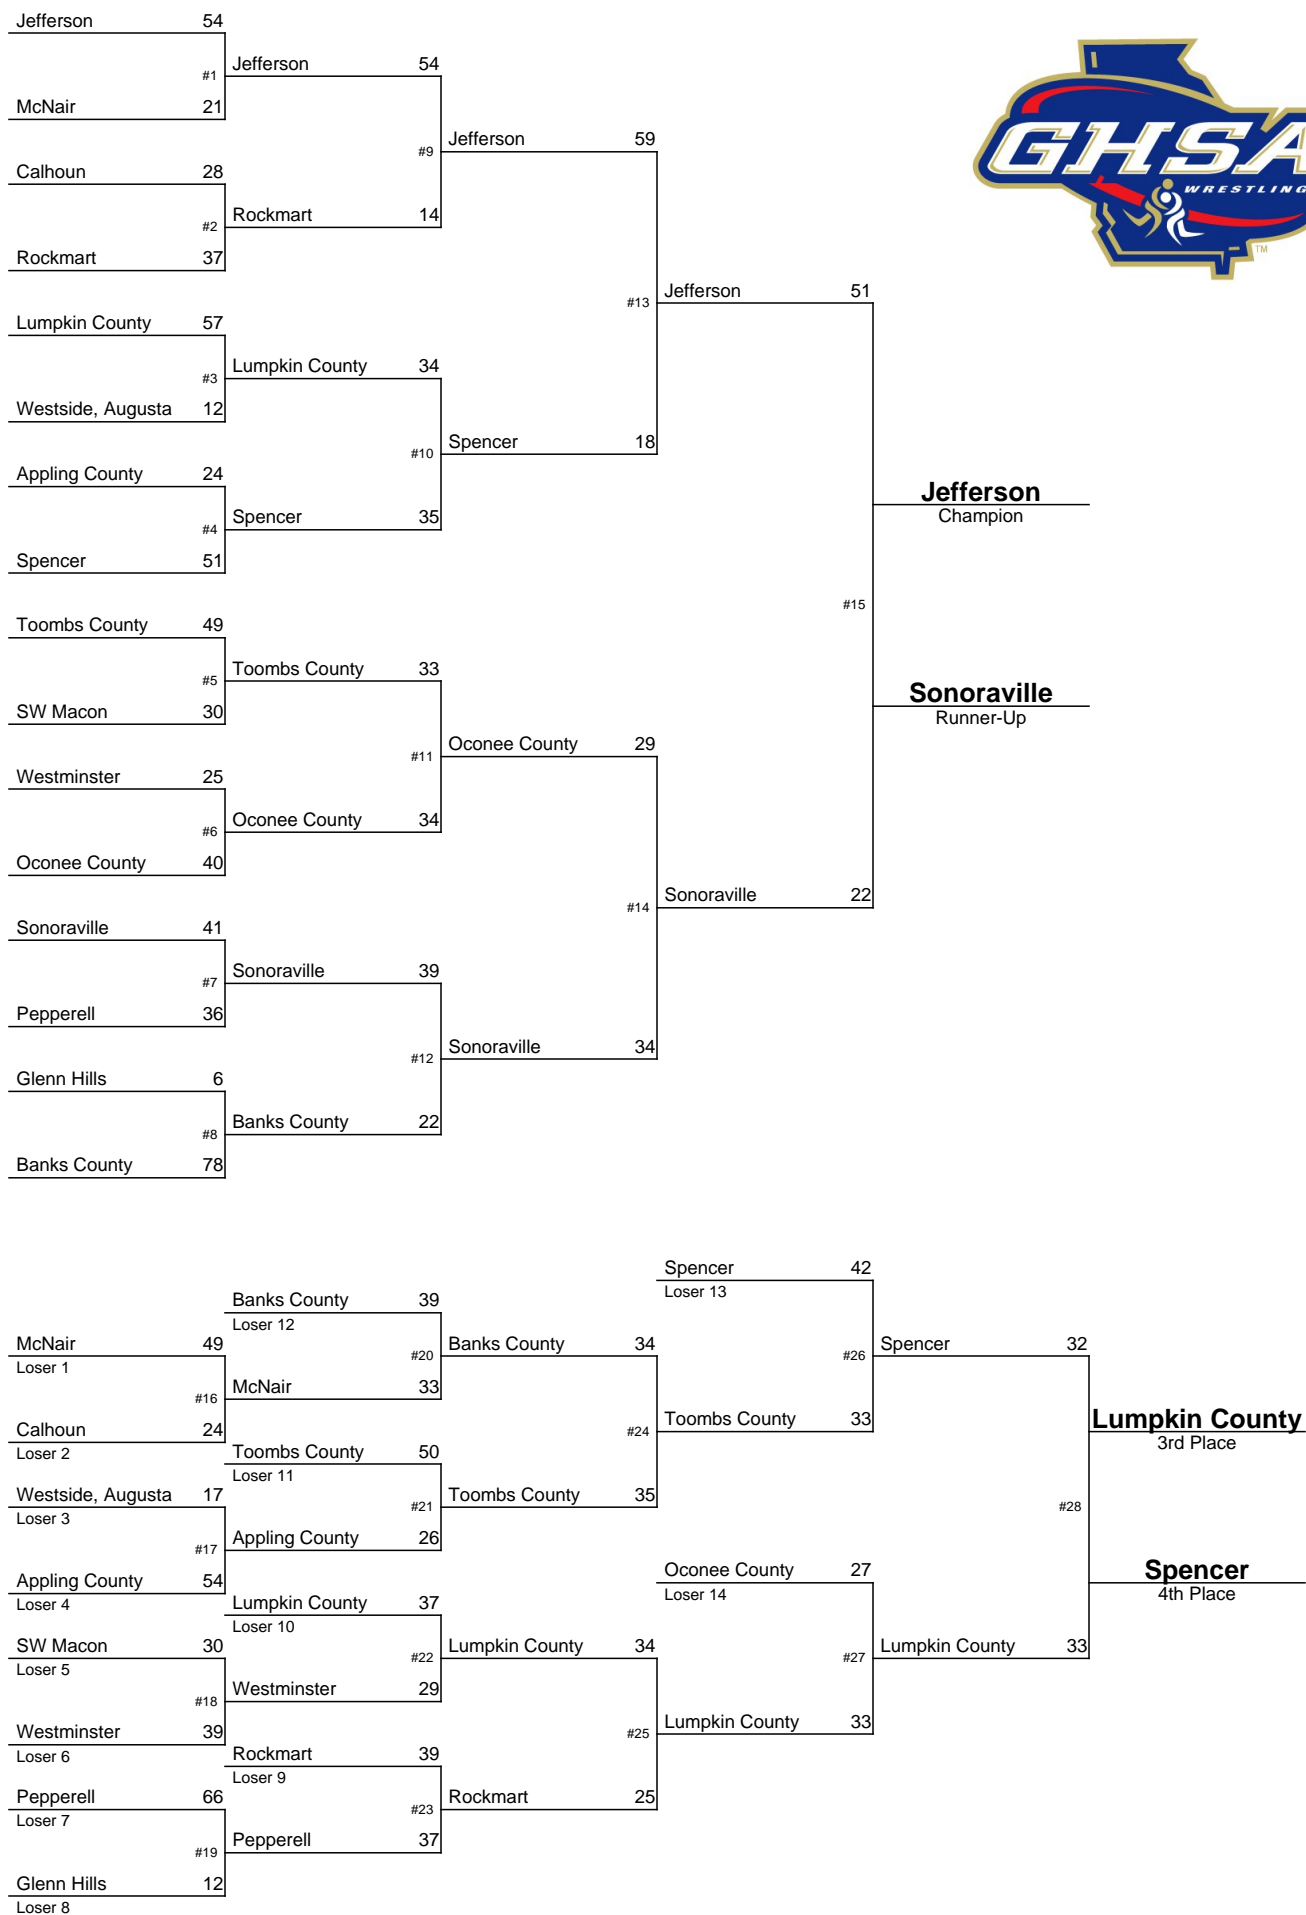 Jefferson 54
#1
McNair 21
Calhoun 28
#2
Rockmart 37
Lumpkin County 57
#3
Westside, Augusta 12
Appling County 24
#4
Spencer 51
Toombs County 49
#5
SW Macon 30
Westminster 25
#6
Oconee County 40
Sonoraville 41
#7
Pepperell 36
Glenn Hills 6
#8
Banks County 78
Jefferson 54
#9
Rockmart 14
Lumpkin County 34
#10
Spencer 35
Toombs County 33
#11
Oconee County 34
Sonoraville 39
#12
Banks County 22
Jefferson 59
#13
Spencer 18
Oconee County 29
#14
Sonoraville 34
Jefferson 51
#15
Sonoraville 22
Jefferson
Champion
Sonoraville
Runner-Up
GHSA
WRESTLING
TM
McNair 49
Loser 1
#16
Calhoun 24
Loser 2
Westside, Augusta 17
Loser 3
#17
Appling County 54
Loser 4
SW Macon 30
Loser 5
#18
Westminster 39
Loser 6
Pepperell 66
Loser 7
#19
Glenn Hills 12
Loser 8
Banks County 39
Loser 12
#20
McNair 33
Toombs County 50
Loser 11
#21
Appling County 26
Lumpkin County 37
Loser 10
#22
Westminster 29
Rockmart 39
Loser 9
#23
Pepperell 37
Banks County 34
#24
Toombs County 35
Lumpkin County 34
#25
Rockmart 25
Spencer 42
Loser 13
#26
Toombs County 33
Oconee County 27
Loser 14
#27
Lumpkin County 33
Spencer 32
#28
Lumpkin County 33
Lumpkin County
3rd Place
Spencer
4th Place